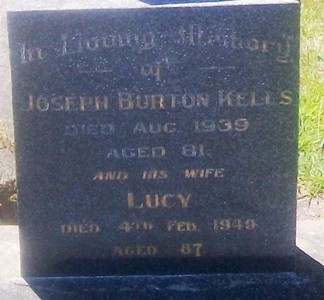 In Loving Memory
of
JOSEPH BURTON KELLS
DIED AUG. 1939
AGED 81.
AND HIS WIFE
LUCY
DIED 4TH FEB. 1949
AGED 87